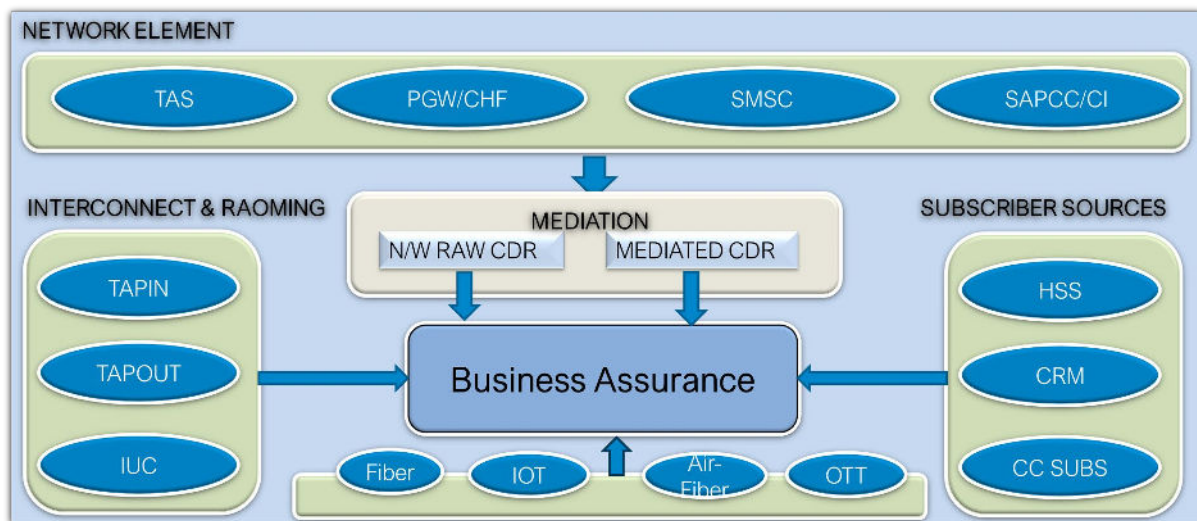 NETWORK ELEMENT
TAS
PGW/CHF
SMSC
SAPCC/CI
INTERCONNECT & RAOMING
MEDIATION
SUBSCRIBER SOURCES
N/W RAW CDR
MEDIATED CDR
TAPIN
HSS
TAPOUT
Business Assurance
CRM
IUC
CC SUBS
Fiber
IOT
Air-
Fiber
OTT